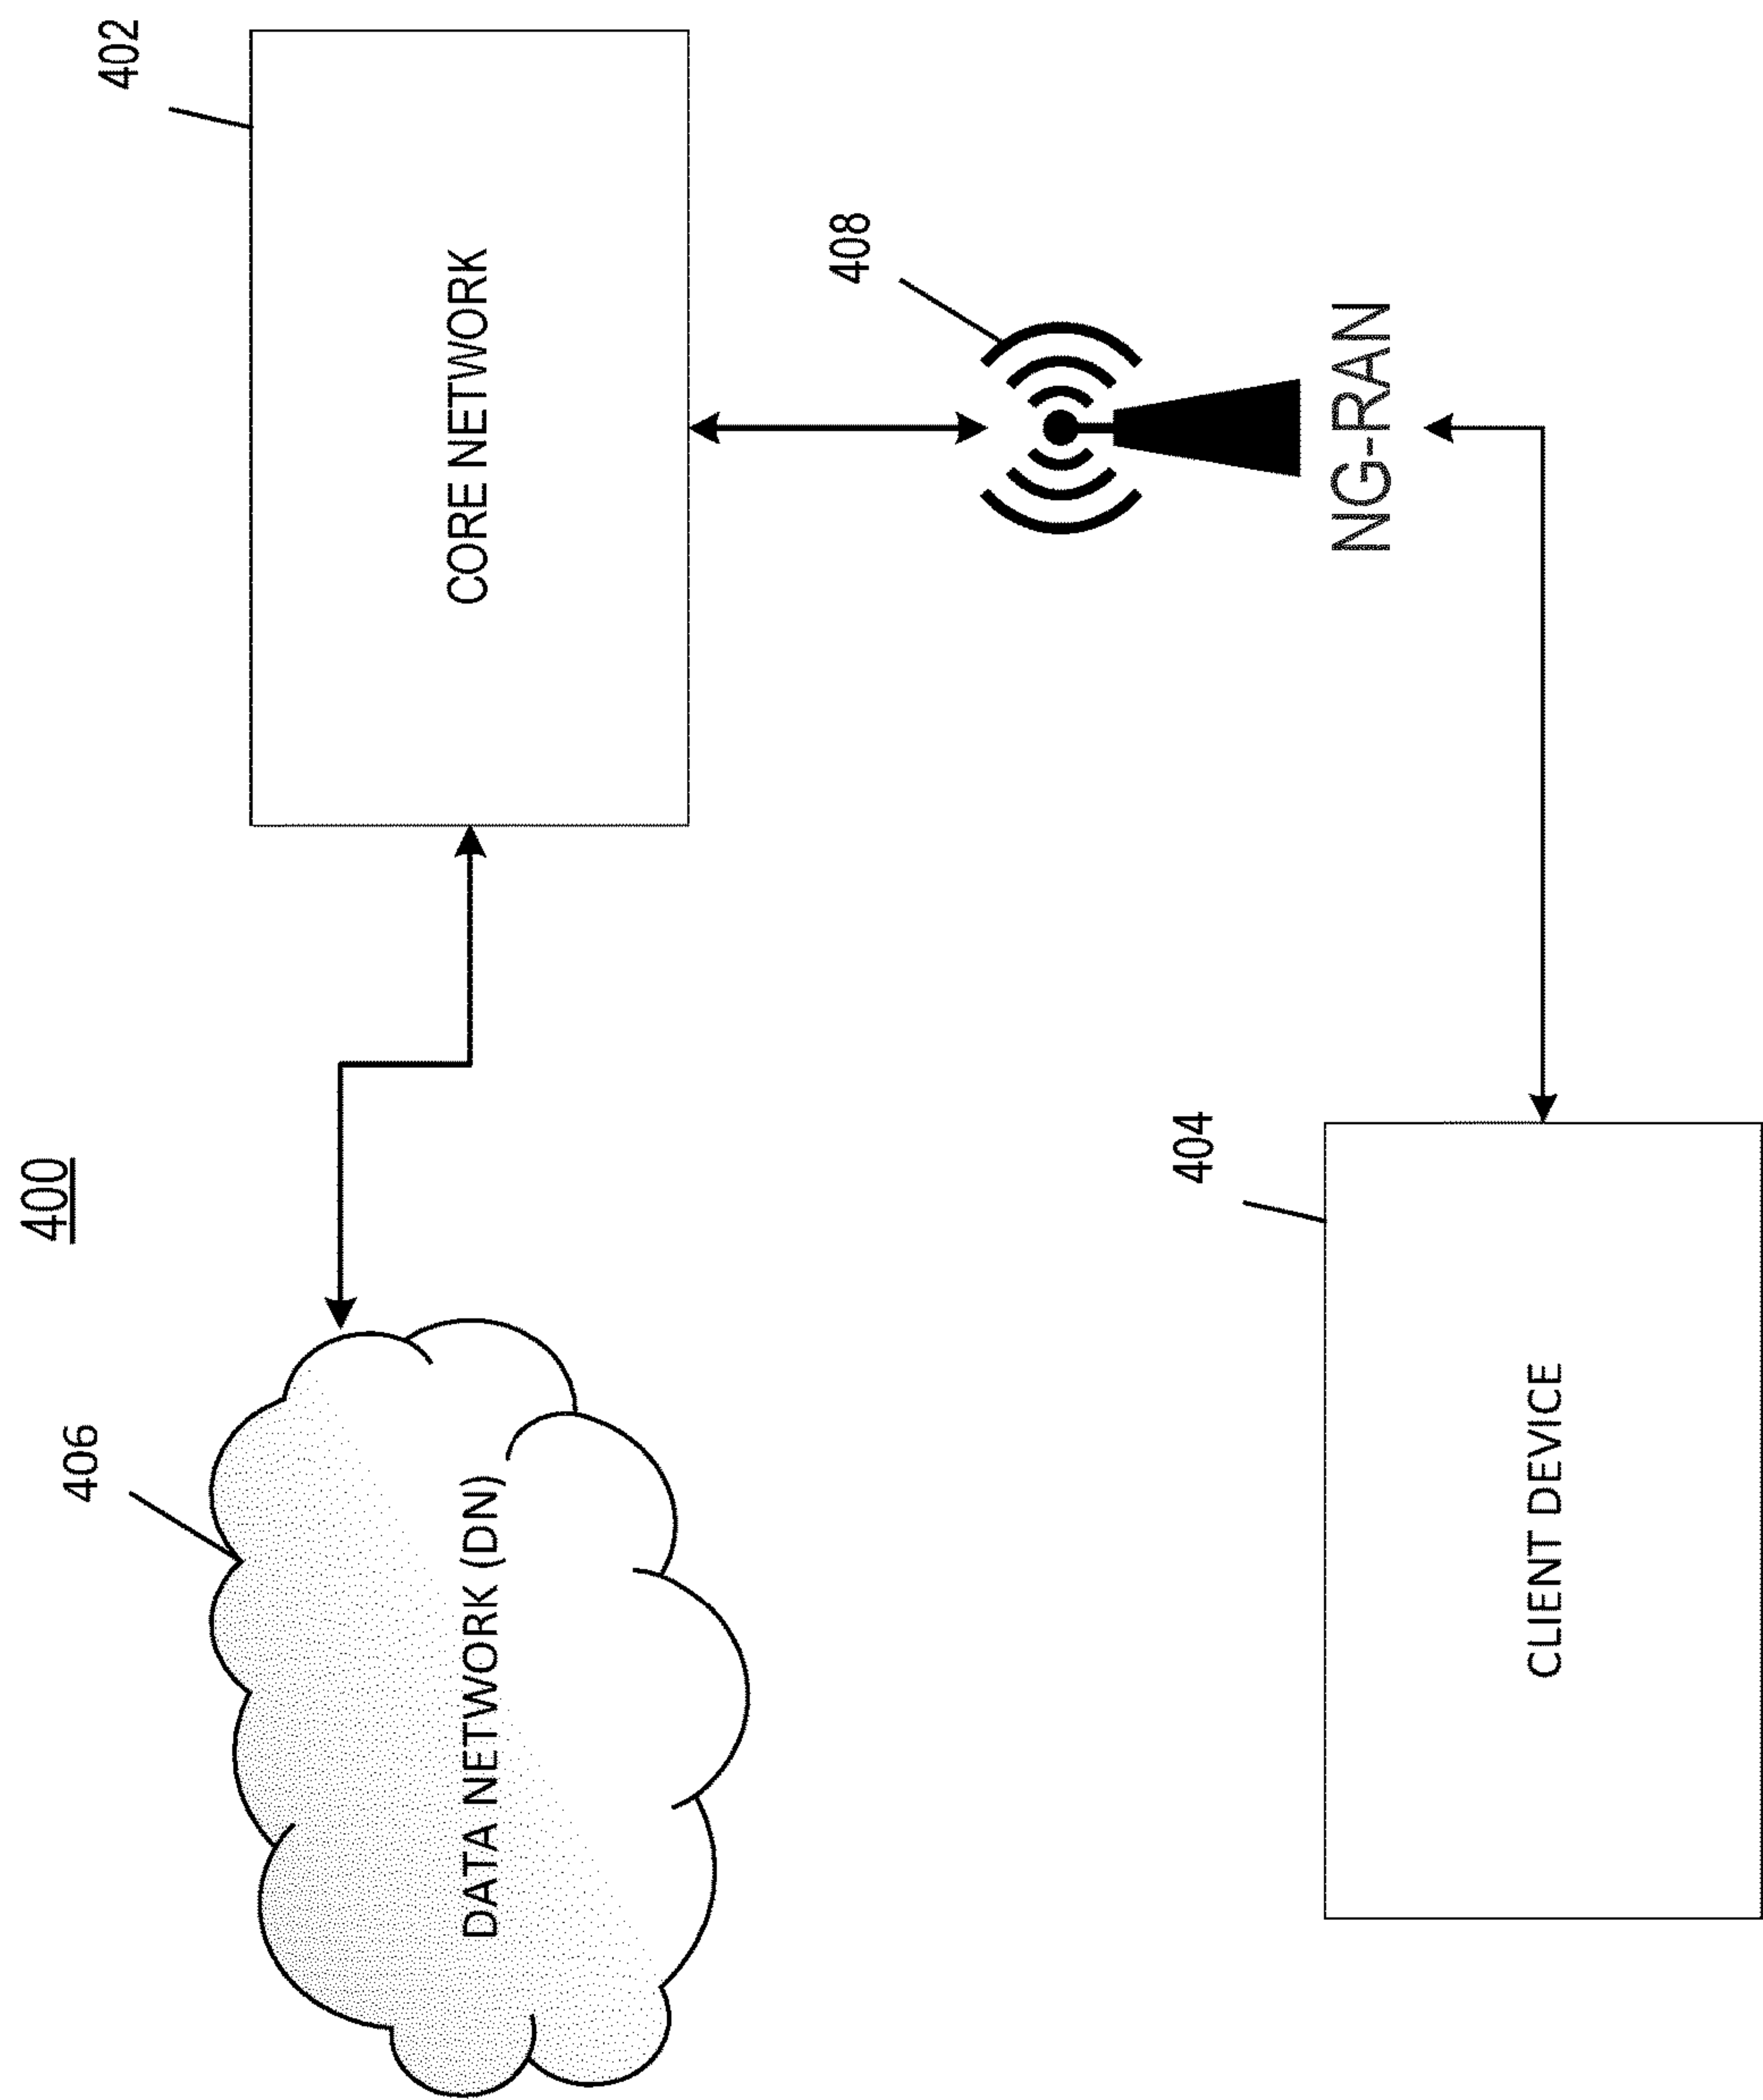 400
406
402
DATA NETWORK (DN)
CORE NETWORK
408
404
NG-RAN
CLIENT DEVICE